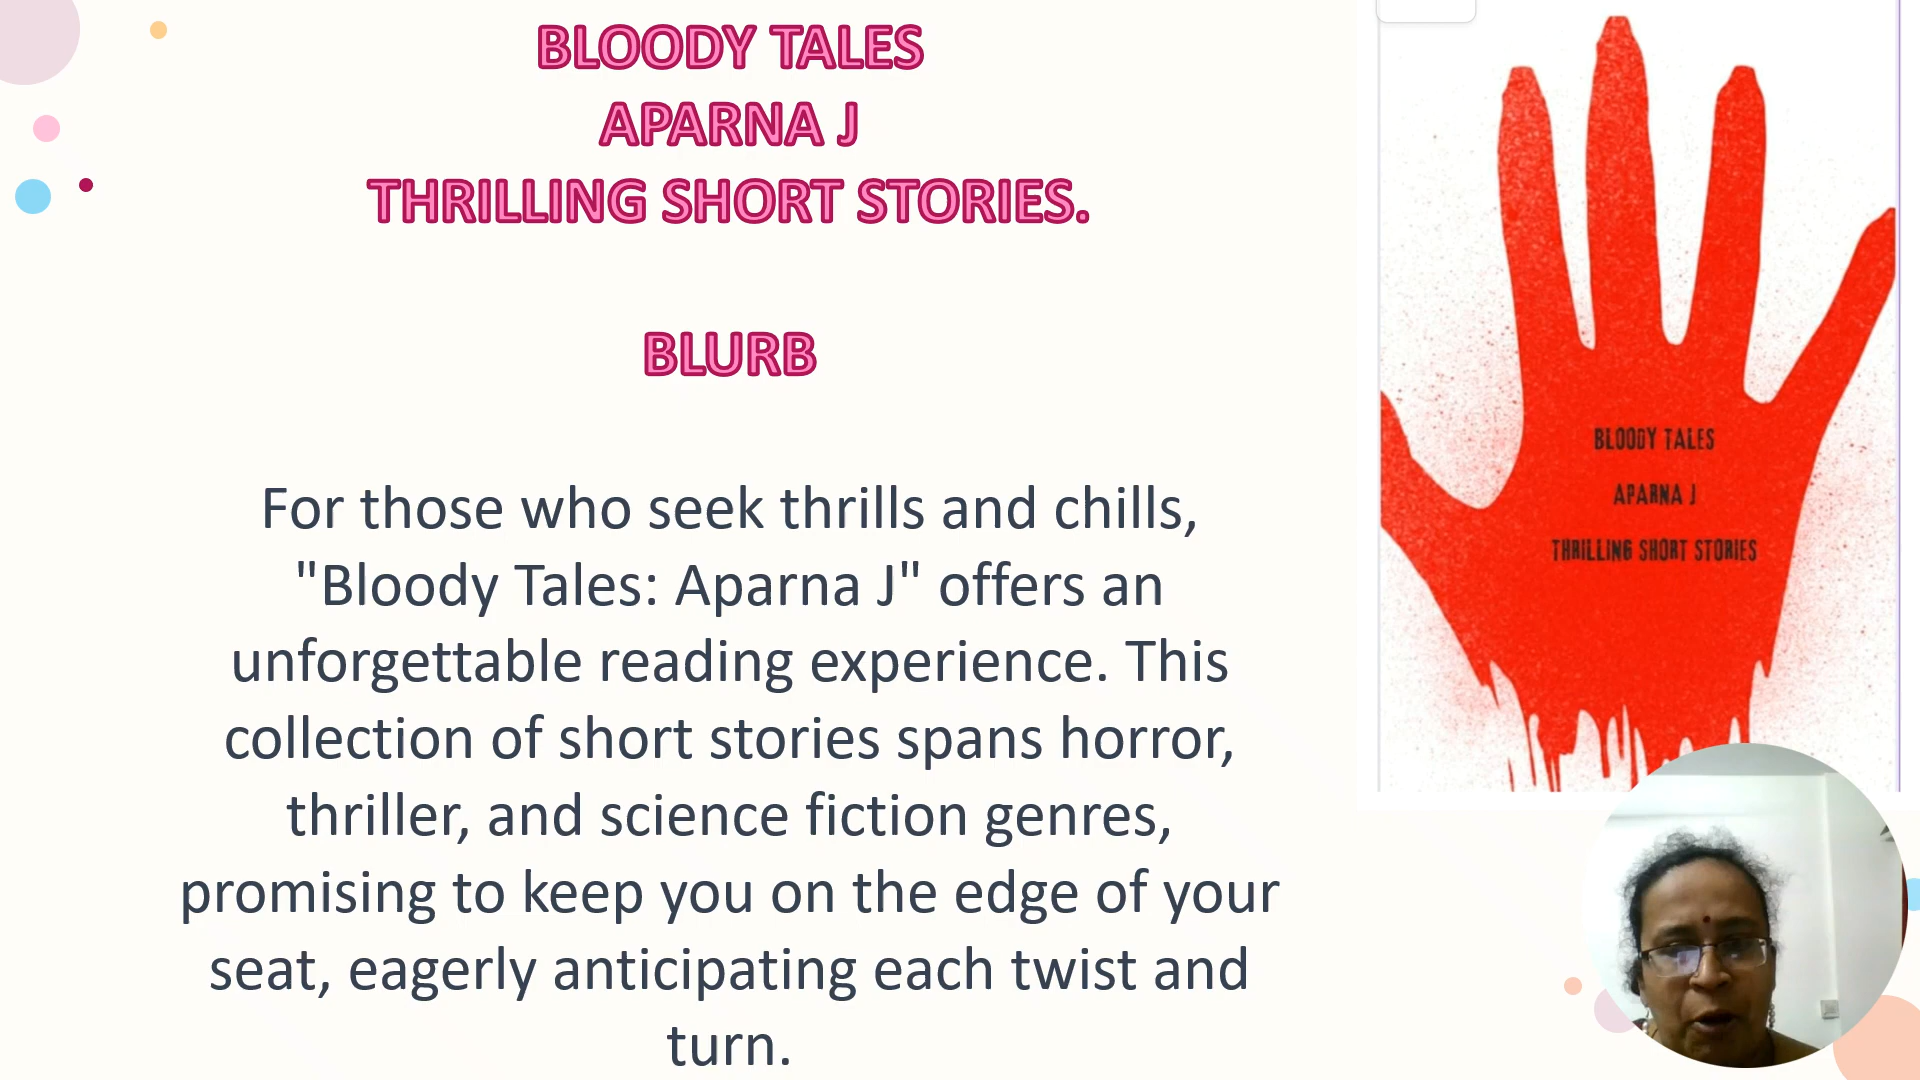 BLOODY TALES
APARNA J
THRILLING SHORT STORIES.
BLURB
For those who seek thrills and chills,
"Bloody Tales: Aparna J" offers an
unforgettable reading experience. This
collection of short stories spans horror,
thriller, and science fiction genres,
promising to keep you on the edge of your
seat, eagerly anticipating each twist and
turn.
BLOODY TALES
APARNA J
THRILLING SHORT STORIES